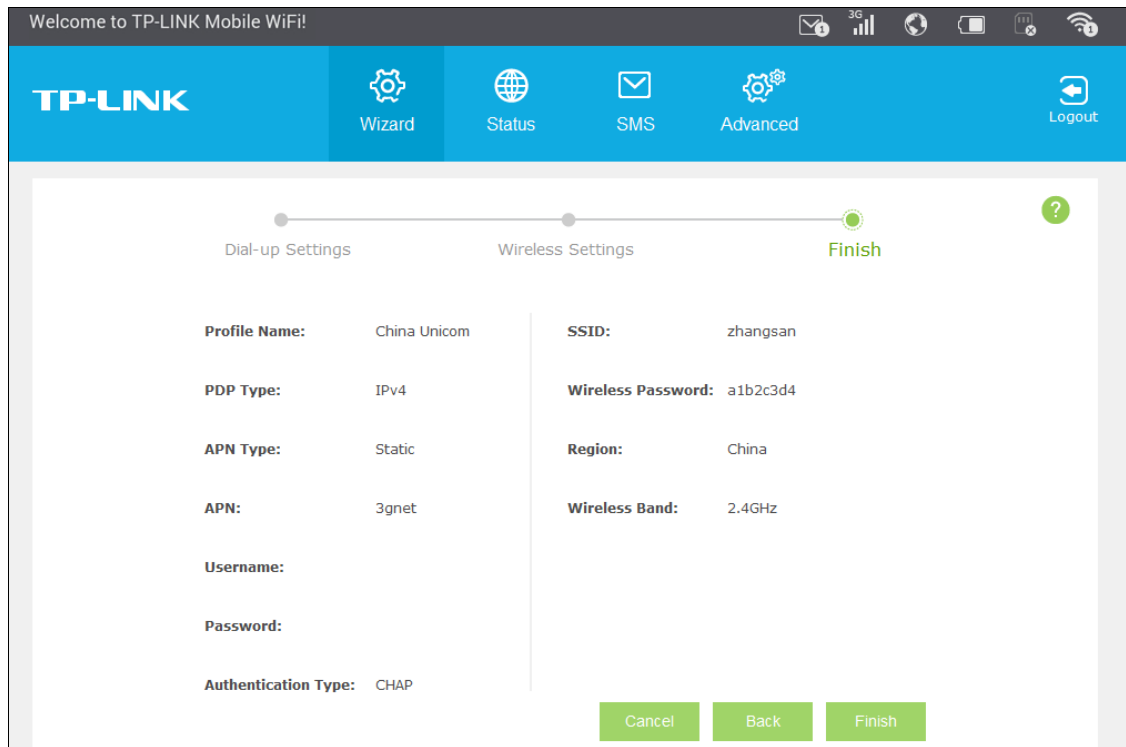 Welcome to TP-LINK Mobile WiFi!
1
3G
1
TP-LINK
Wizard
Status
SMS
Advanced
Logout
?
Dial-up Settings
Wireless Settings
Finish
Profile Name: China Unicom
PDP Type: IPv4
APN Type: Static
APN: 3gnet
Username:
Password:
Authentication Type: CHAP
SSID: zhangsan
Wireless Password: a1b2c3d4
Region: China
Wireless Band: 2.4GHz
Cancel
Back
Finish